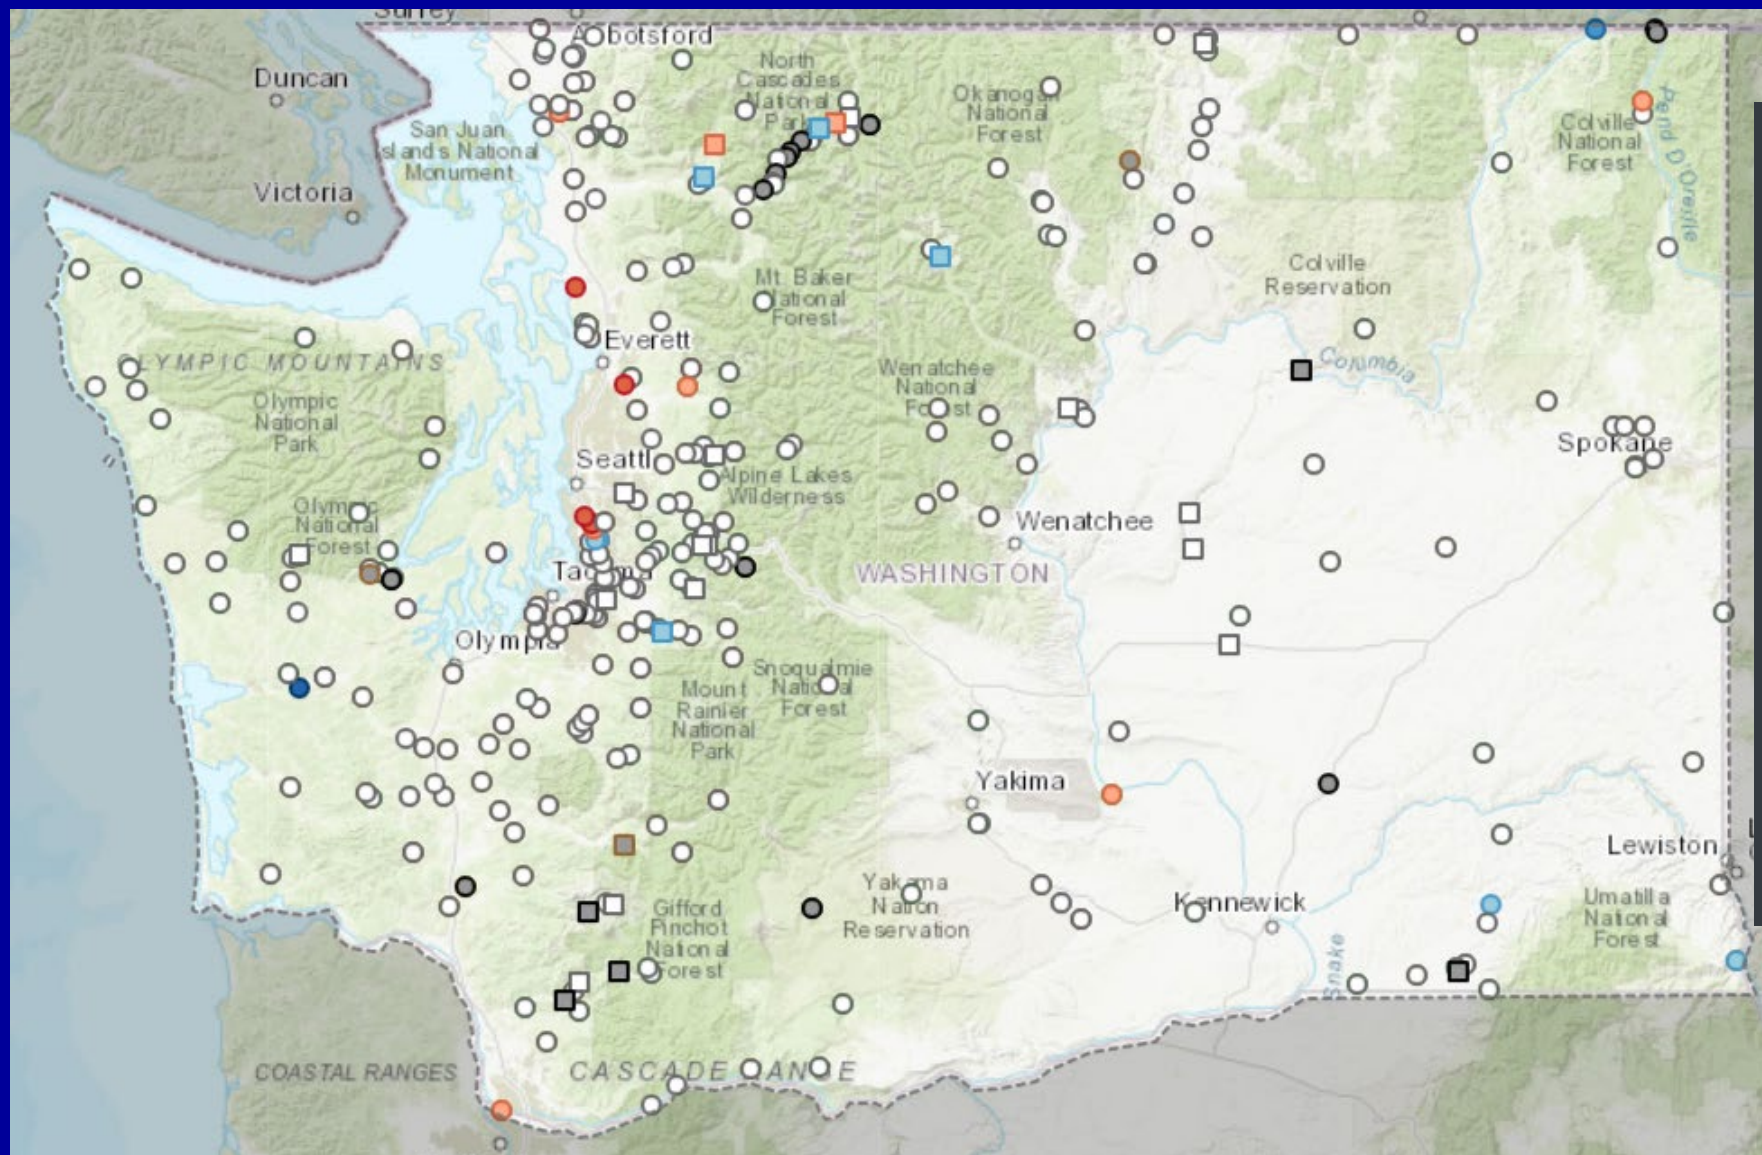 Surrey
Abbotsford
Duncan
North
Cascades
National
Park
Okanogan
National
Forest
San Juan
Islands National
Monument
Colville
National
Forest
Pend Oreille
Victoria
Colville
Reservation
Mt. Baker
National
Forest
Everett
OLYMPIC MOUNTAINS
Columbia
Wenatchee
National
Forest
Olympic
National
Park
Spokane
Seattle
Alpine Lakes
Wilderness
Olympic
National
Forest
Wenatchee
Tacoma
WASHINGTON
Olympia
Snoqualmie
National
Forest
Mount
Rainier
National
Park
Yakima
Lewiston
Yakama
Nation
Reservation
Kennewick
Umatilla
National
Forest
Gifford
Pinchot
National
Forest
Snake
COASTAL RANGES
CASCADE RANGE